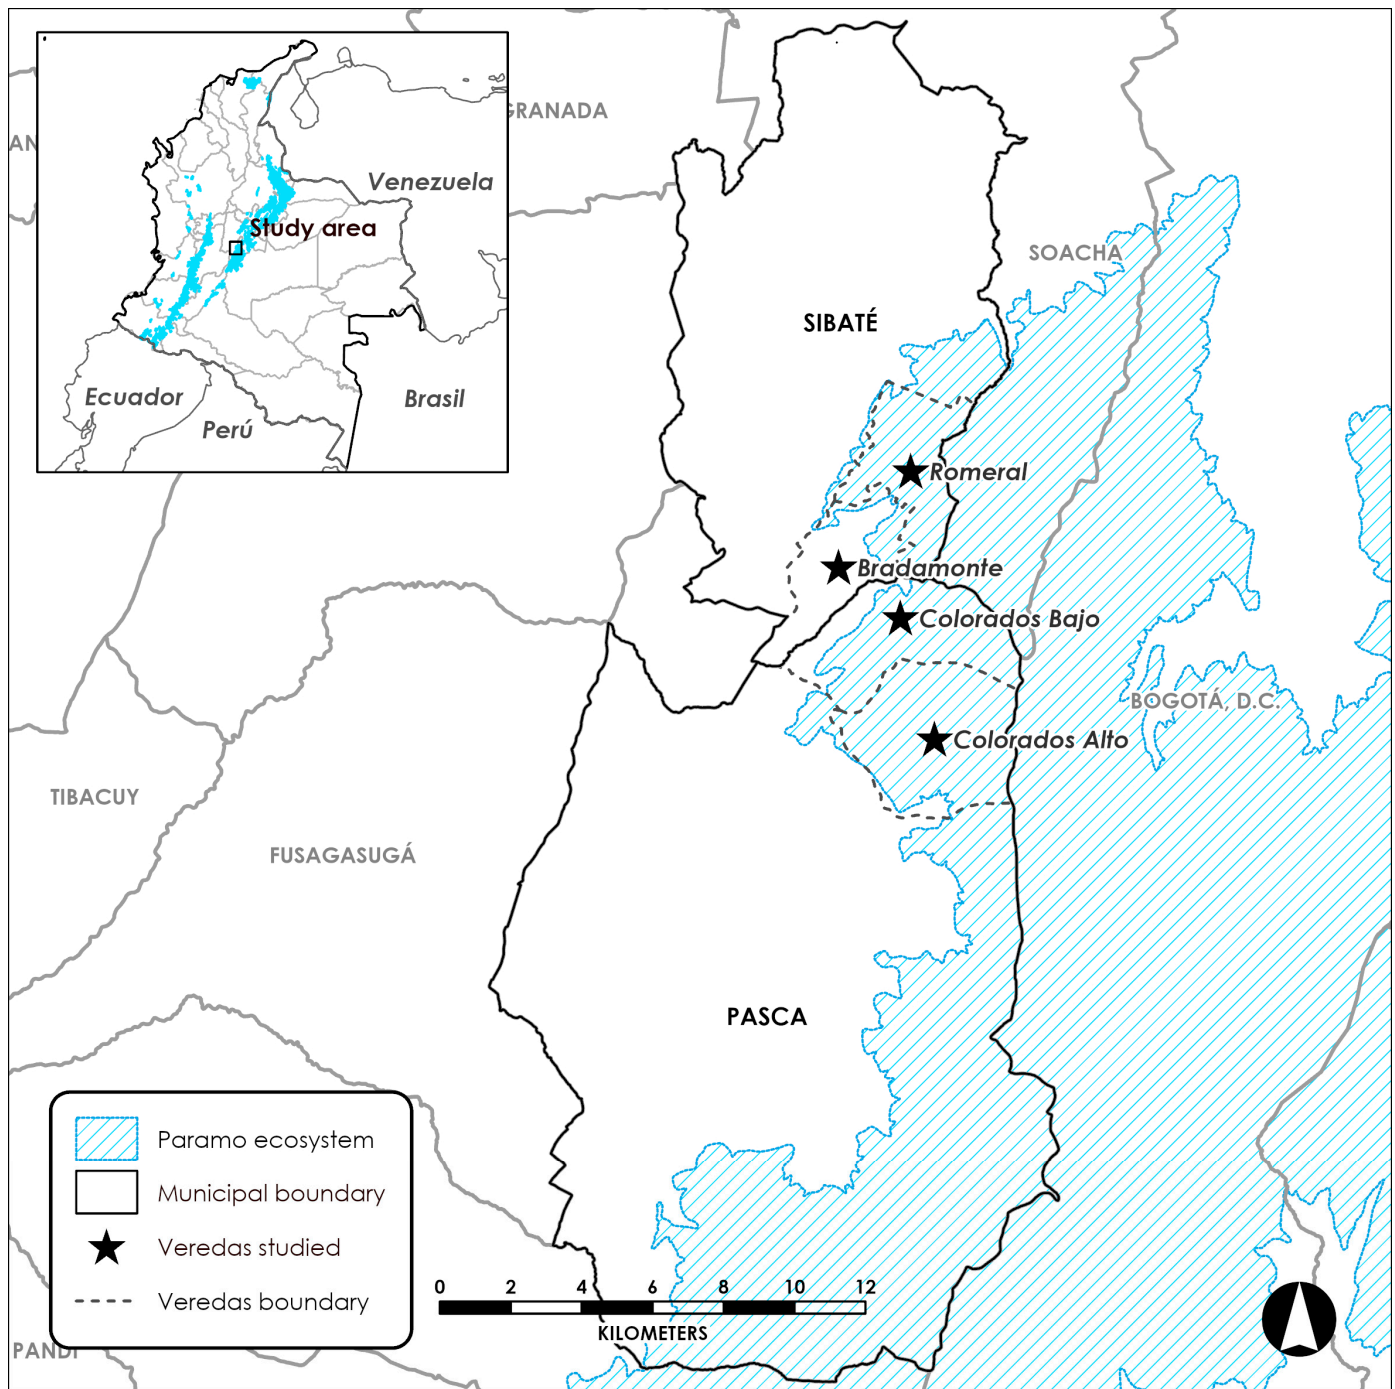 GRANADA
AN
Venezuela
Study area
SOACHA
SIBATÉ
Ecuador
Brasil
Perú
Romeral
Bradamonte
Colorados Bajo
BOGOTÁ, D.C.
Colorados Alto
TIBACUY
FUSAGASUGÁ
PASCA
Paramo ecosystem
Municipal boundary
Veredas studied
Veredas boundary
0 2 4 6 8 10 12
KILOMETERS
PANDI